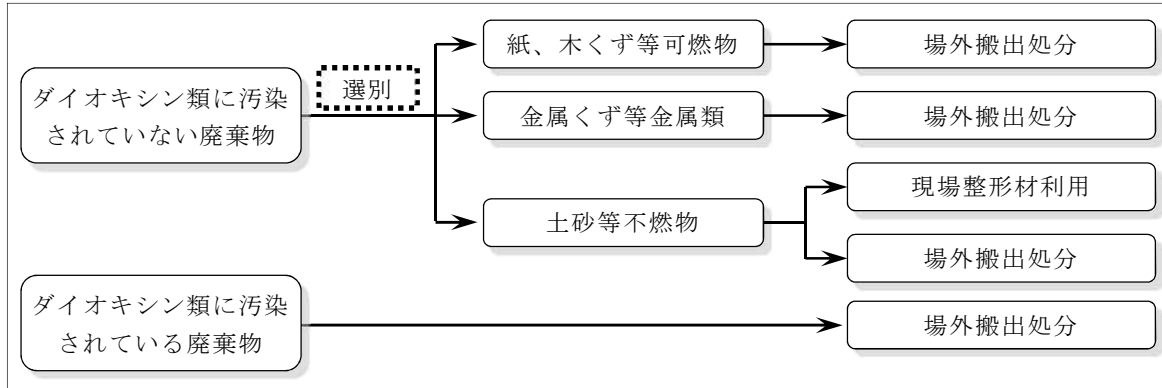 紙、木くず等可燃物
場外搬出処分
ダイオキシン類に汚染
されていない廃棄物
選別
金属くず等金属類
場外搬出処分
土砂等不燃物
現場整形材利用
場外搬出処分
ダイオキシン類に汚染
されている廃棄物
場外搬出処分